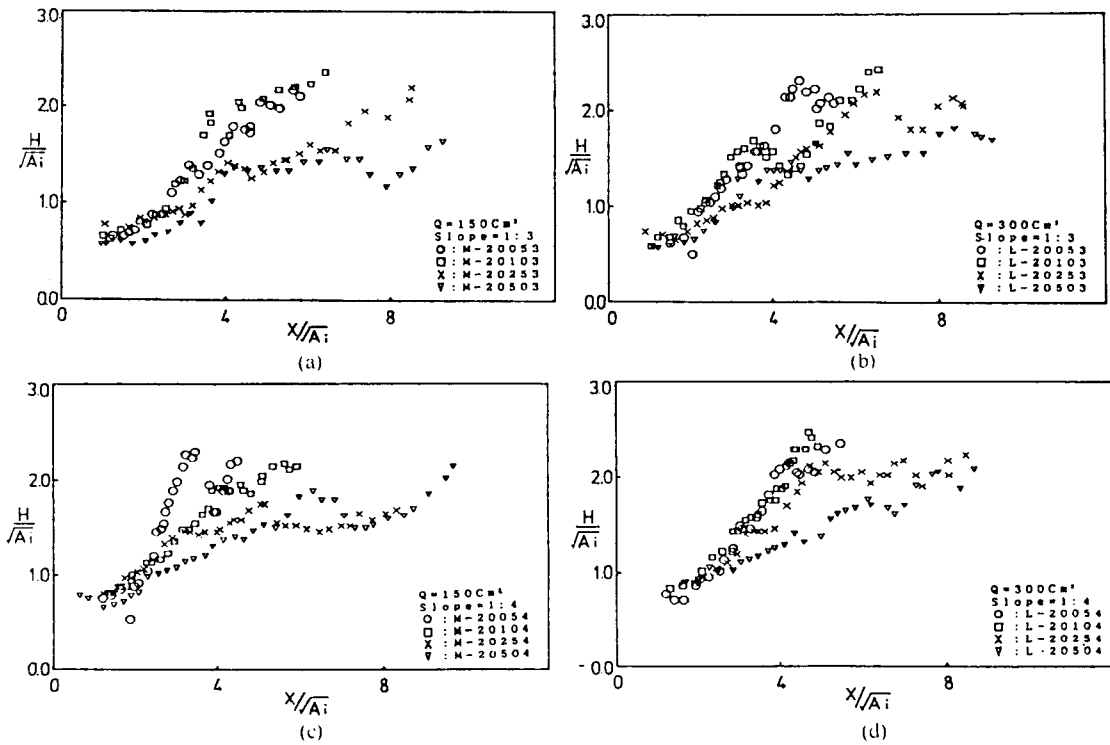 3.0
2.0
1.0
0.0
H
√Ai
0
4
8
X/√Ai
Q=150Cm³
Slope=1:3
○:M-20053
□:M-20103
×:M-20253
▽:M-20503
(a)
3.0
2.0
1.0
0.0
H
√Ai
0
4
8
X/√Ai
Q=300Cm³
Slope=1:3
○:L-20053
□:L-20103
×:L-20253
▽:L-20503
(b)
3.0
2.0
1.0
0.0
H
√Ai
0
4
8
X/√Ai
Q=150Cm³
Slope=1:4
○:M-20054
□:M-20104
×:M-20254
▽:M-20504
(c)
3.0
2.0
1.0
0.0
H
√Ai
0
4
8
X/√Ai
Q=300Cm³
Slope=1:4
○:L-20054
□:L-20104
×:L-20254
▽:L-20504
(d)